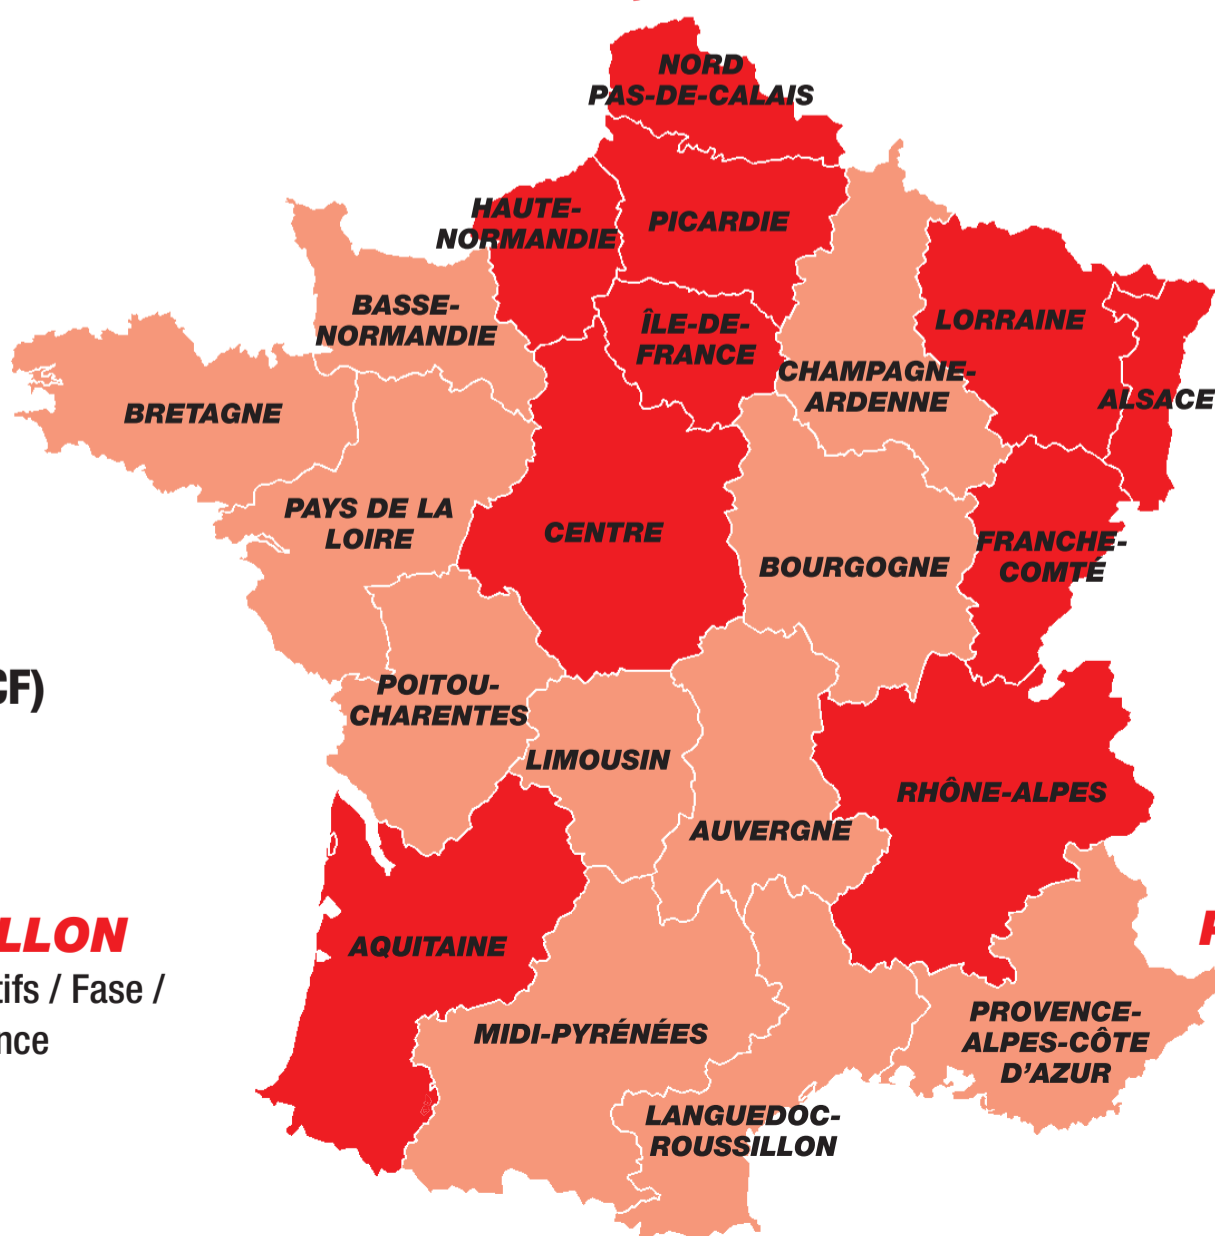 NORD
PAS-DE-CALAIS
HAUTE-
NORMANDIE
PICARDIE
BASSE-
NORMANDIE
ÎLE-DE-
FRANCE
LORRAINE
CHAMPAGNE-
ARDENNE
ALSACE
BRETAGNE
PAYS DE LA
LOIRE
CENTRE
BOURGOGNE
FRANCHE-
COMTÉ
CF)
POITOU-
CHARENTES
LIMOUSIN
RHÔNE-ALPES
AUVERGNE
LLON
tifs / Fase /
nce
AQUITAINE
MIDI-PYRÉNÉES
PROVENCE-
ALPES-CÔTE
D'AZUR
LANGUEDOC-
ROUSSILLON